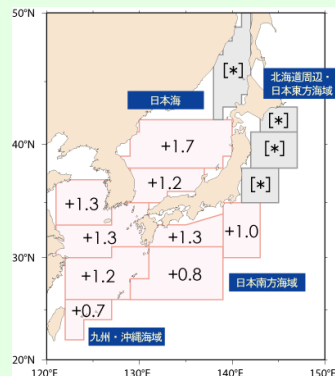 50°N
[*]
北海道周辺・
日本東方海域
日本海
[*]
40°N
+1.7
[*]
+1.2
[*]
+1.3
+1.0
+1.3
+1.3
30°N
+1.2
+0.8
日本南方海域
+0.7
九州・沖縄海域
20°N
120°E
130°E
140°E
150°E